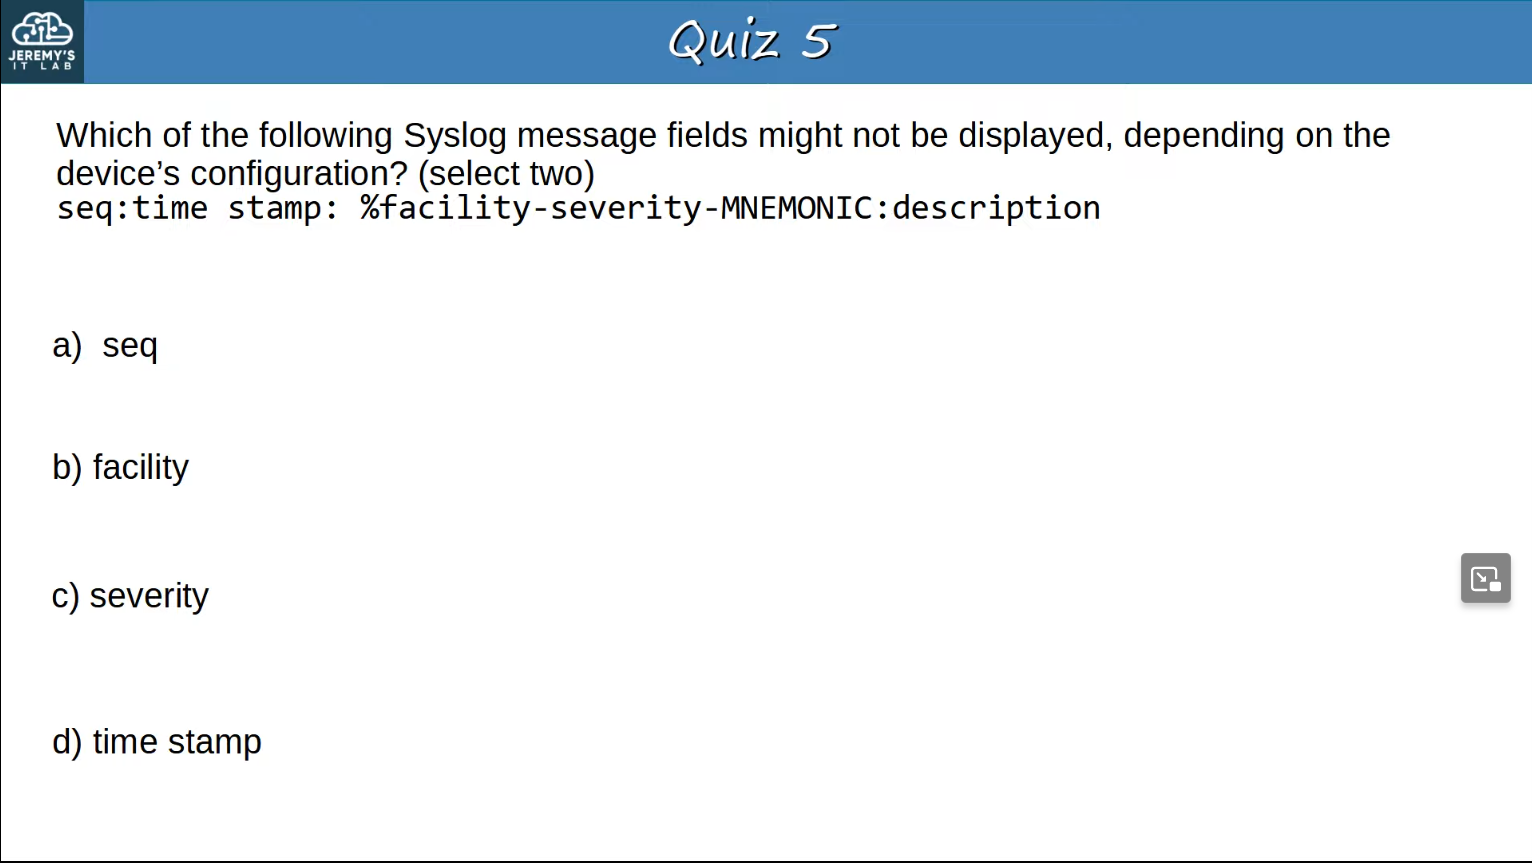 JEREMY'S
IT LAB
Quiz 5
Which of the following Syslog message fields might not be displayed, depending on the
device’s configuration? (select two)
seq:time stamp: %facility-severity-MNEMONIC:description
a) seq
b) facility
c) severity
d) time stamp